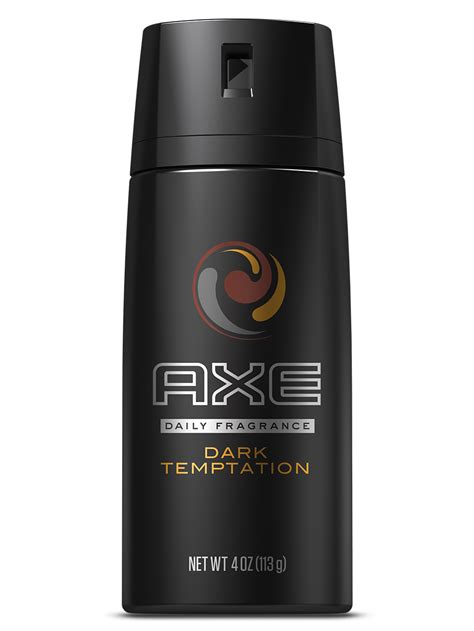 AXE
DAILY FRAGRANCE
DARK
TEMPTATION
NET WT 4 OZ (113 g)